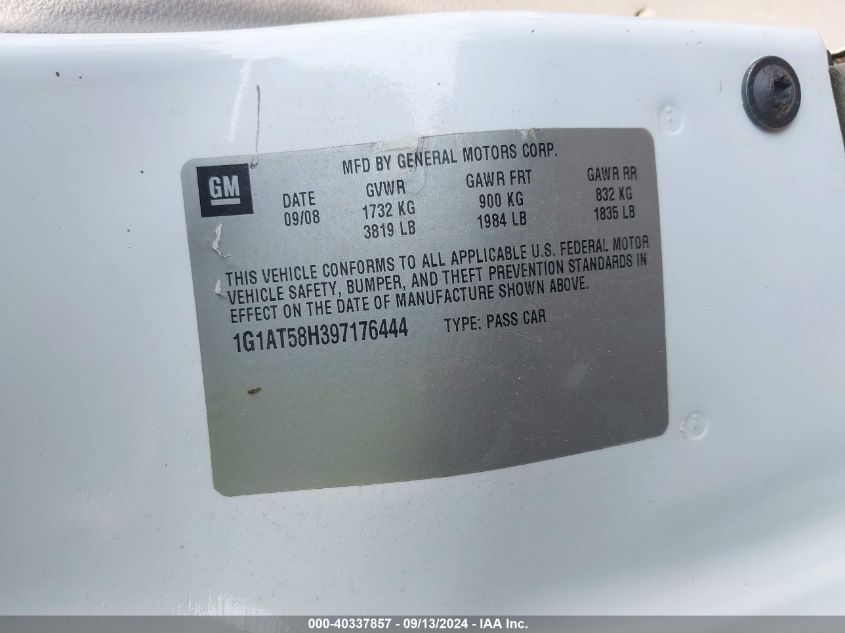 MFD BY GENERAL MOTORS CORP.
GM
DATE GVWR GAWR FRT GAWR RR
09/08 1732 KG 900 KG 832 KG
3819 LB 1984 LB 1835 LB
THIS VEHICLE CONFORMS TO ALL APPLICABLE U.S. FEDERAL MOTOR
VEHICLE SAFETY, BUMPER, AND THEFT PREVENTION STANDARDS IN
EFFECT ON THE DATE OF MANUFACTURE SHOWN ABOVE.
1G1AT58H397176444 TYPE: PASS CAR
000-40337857 - 09/13/2024 - IAA Inc.